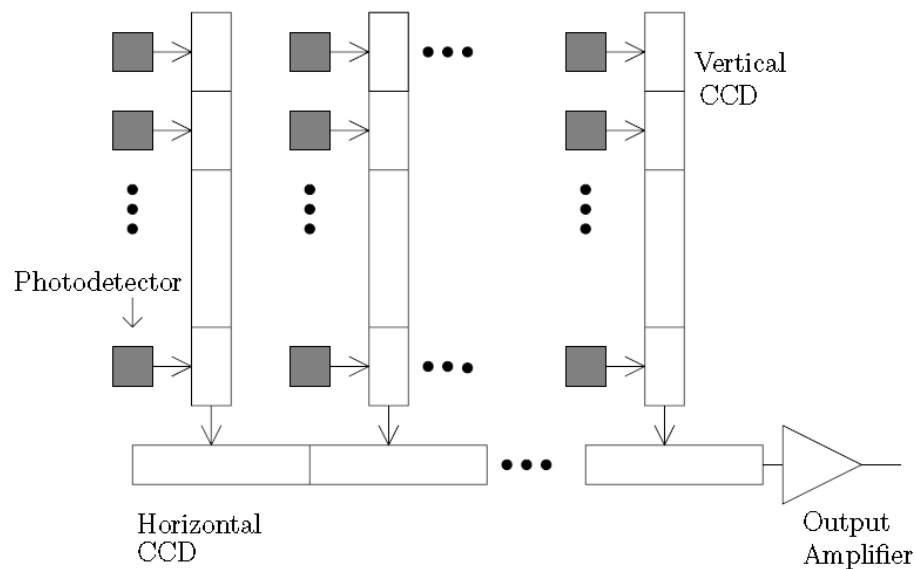 Vertical
CCD
Photodetector
Horizontal
CCD
Output
Amplifier